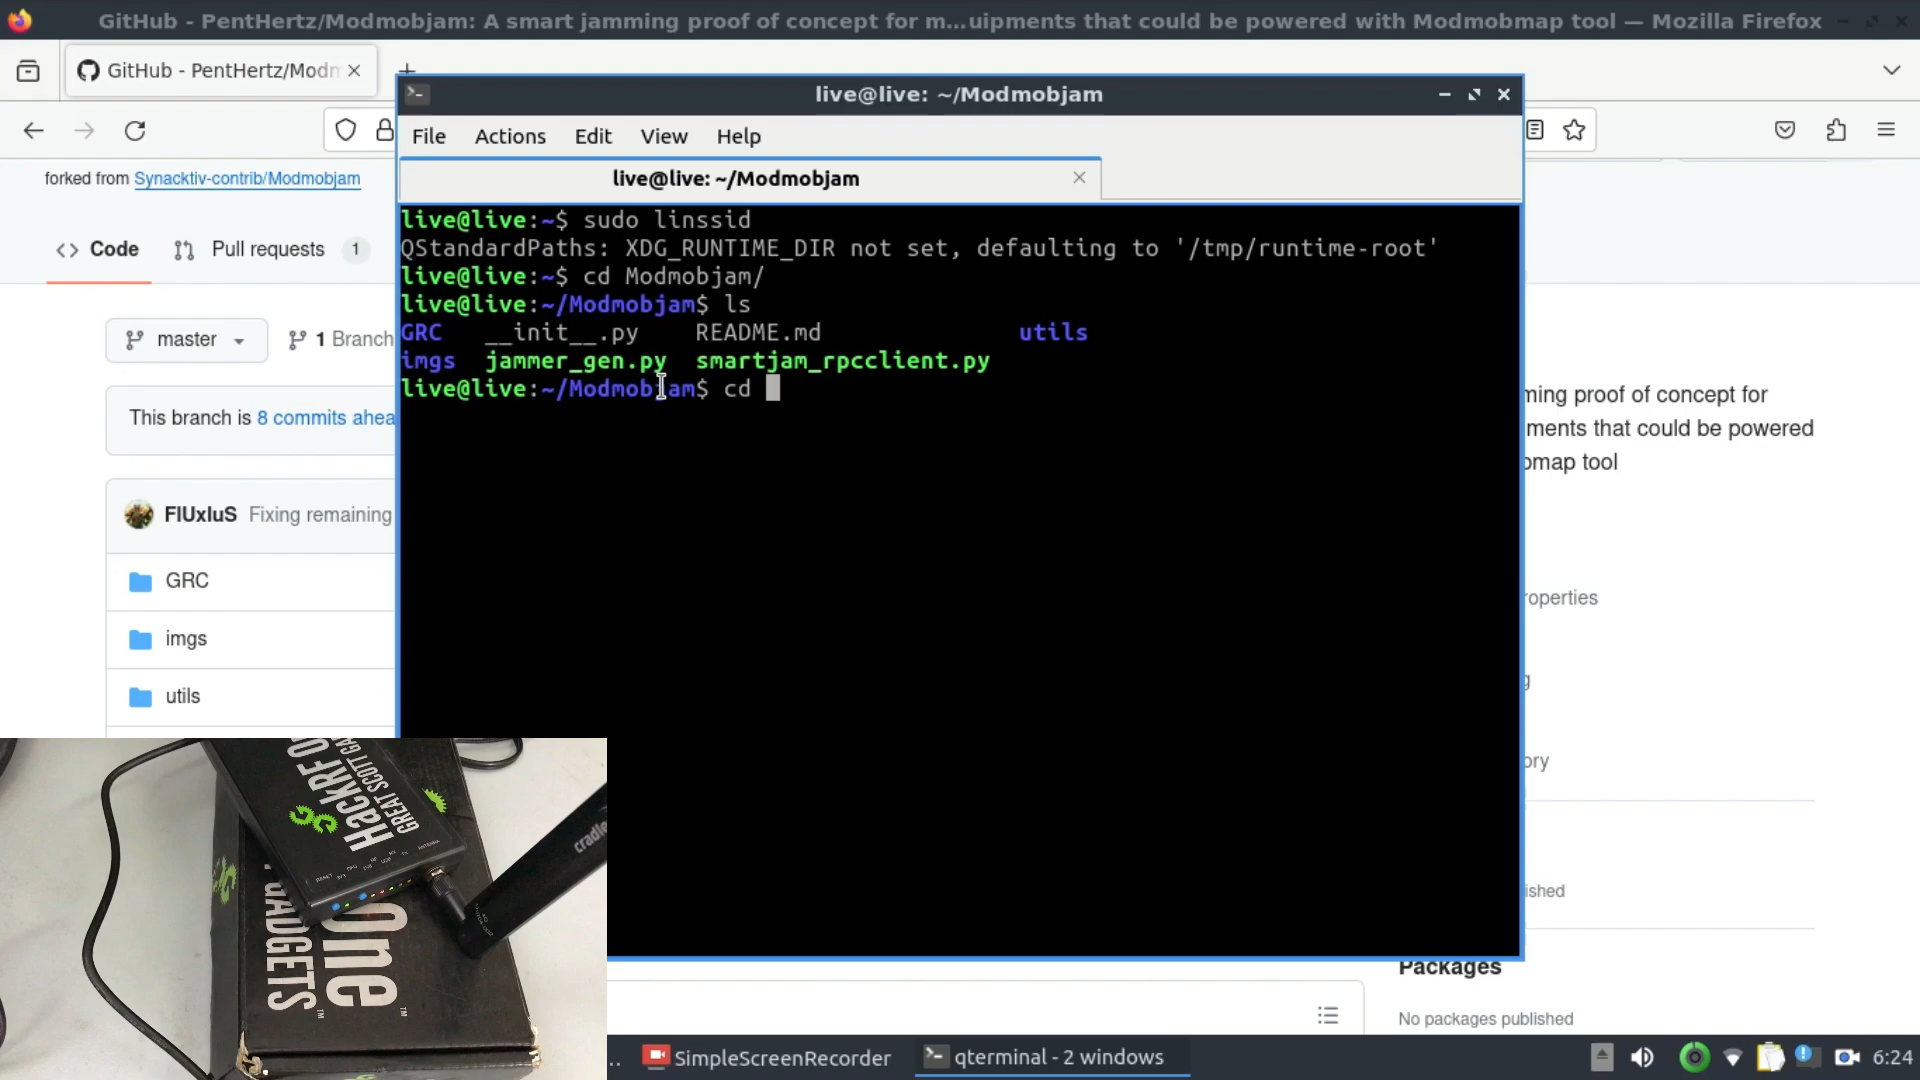 GitHub - PentHertz/Modmobjam: A smart jamming proof of concept for m…uipments that could be powered with Modmobmap tool — Mozilla Firefox
GitHub - PentHertz/Modm
live@live: ~/Modmobjam
File Actions Edit View Help
live@live: ~/Modmobjam
forked from Synacktiv-contrib/Modmobjam
Code
Pull requests 1
master
1 Branch
This branch is 8 commits ahea
FlUxIuS Fixing remaining
GRC
imgs
utils
live@live:~$ sudo linssid
QStandardPaths: XDG_RUNTIME_DIR not set, defaulting to '/tmp/runtime-root'
live@live:~$ cd Modmobjam/
live@live:~/Modmobjam$ ls
GRC __init__.py README.md utils
imgs jammer_gen.py smartjam_rpcclient.py
live@live:~/Modmobjam$ cd
ming proof of concept for
ments that could be powered
omap tool
roperties
g
ory
ished
Packages
No packages published
HackRF O
GREAT SCOTT GA
One
GADGETS
cradle
.. SimpleScreenRecorder
qterminal - 2 windows
6:24